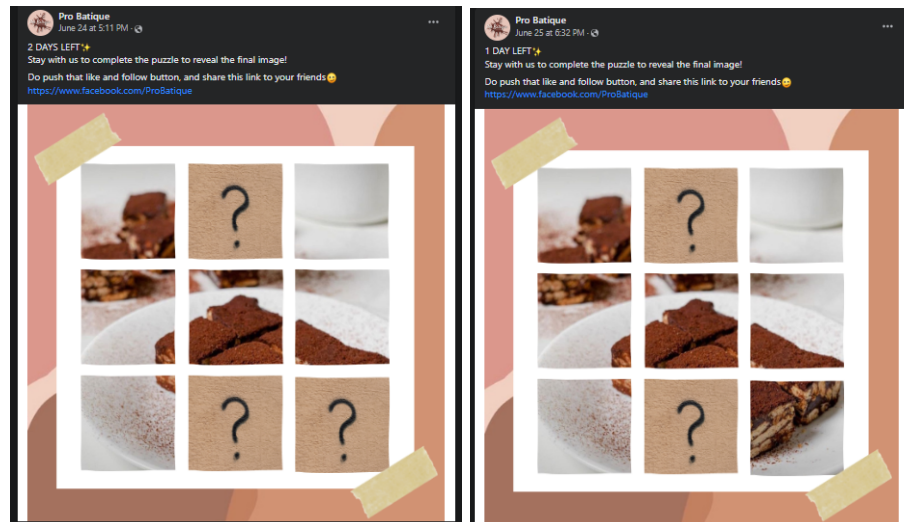 Pro Batique
June 24 at 5:11 PM ·
2 DAYS LEFT✨
Stay with us to complete the puzzle to reveal the final image!
Do push that like and follow button, and share this link to your friends😉
https://www.facebook.com/ProBatique
?
?
?
Pro Batique
June 25 at 6:32 PM ·
1 DAY LEFT✨
Stay with us to complete the puzzle to reveal the final image!
Do push that like and follow button, and share this link to your friends😉
https://www.facebook.com/ProBatique
?
?